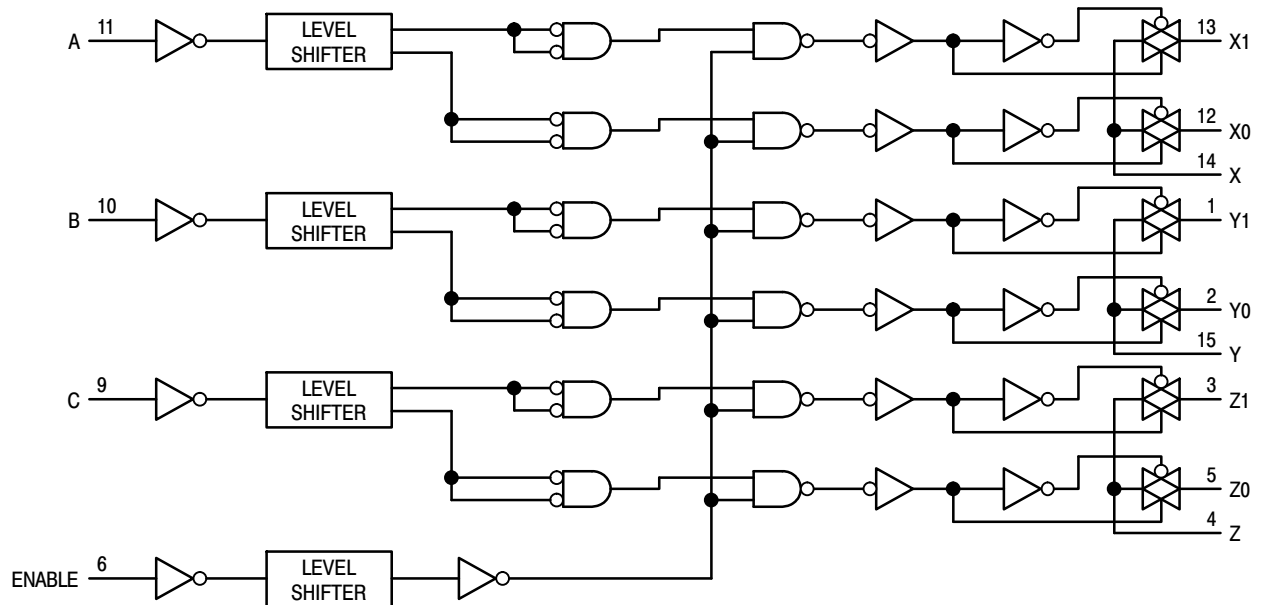 A 11 LEVEL SHIFTER 13 X1
12 X0
14 X
B 10 LEVEL SHIFTER 1 Y1
2 Y0
15 Y
C 9 LEVEL SHIFTER 3 Z1
5 Z0
4 Z
ENABLE 6 LEVEL SHIFTER